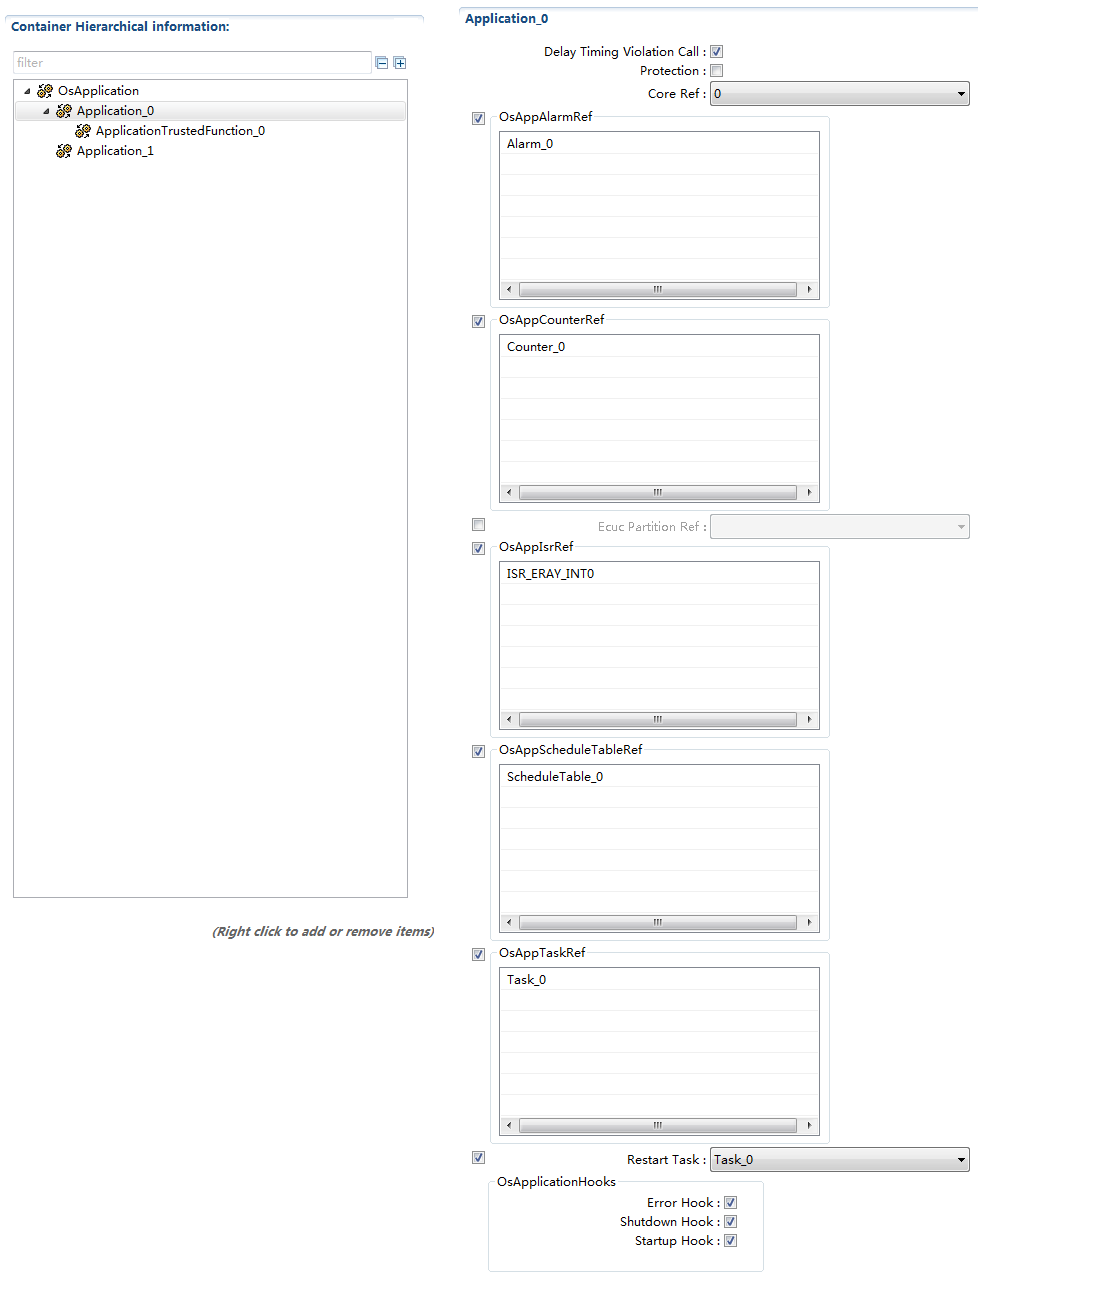 Container Hierarchical information:
filter
OsApplication
Application_0
ApplicationTrustedFunction_0
Application_1
(Right click to add or remove items)
Application_0
Delay Timing Violation Call :
Protection :
Core Ref : 0
OsAppAlarmRef
Alarm_0
OsAppCounterRef
Counter_0
Ecuc Partition Ref :
OsAppIsrRef
ISR_ERAY_INT0
OsAppScheduleTableRef
ScheduleTable_0
OsAppTaskRef
Task_0
Restart Task : Task_0
OsApplicationHooks
Error Hook :
Shutdown Hook :
Startup Hook :